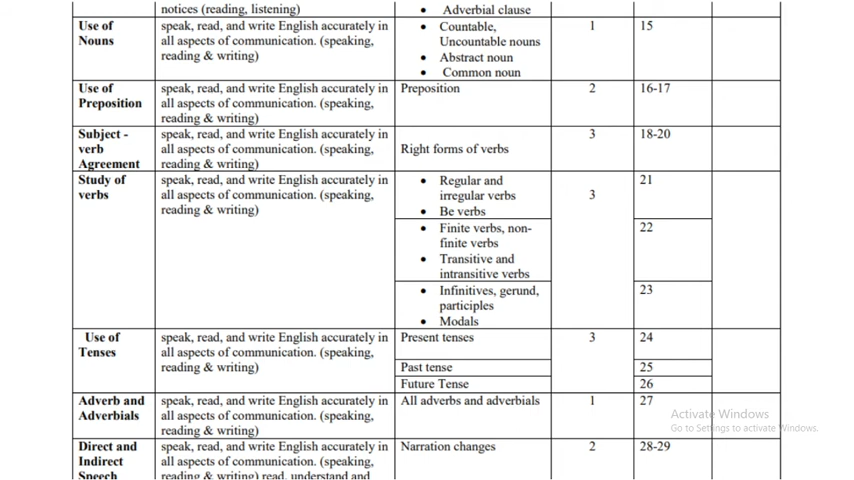 notices (reading, listening)
• Adverbial clause
Use of
Nouns
speak, read, and write English accurately in
all aspects of communication. (speaking,
reading & writing)
• Countable,
Uncountable nouns
• Abstract noun
• Common noun
1
15
Use of
Preposition
speak, read, and write English accurately in
all aspects of communication. (speaking,
reading & writing)
Preposition
2
16-17
Subject -
verb
Agreement
speak, read, and write English accurately in
all aspects of communication. (speaking,
reading & writing)
Right forms of verbs
3
18-20
Study of
verbs
speak, read, and write English accurately in
all aspects of communication. (speaking,
reading & writing)
• Regular and
irregular verbs
• Be verbs
3
21
• Finite verbs, non-
finite verbs
• Transitive and
intransitive verbs
22
• Infinitives, gerund,
participles
• Modals
23
Use of
Tenses
speak, read, and write English accurately in
all aspects of communication. (speaking,
reading & writing)
Present tenses
3
24
Past tense
25
Future Tense
26
Adverb and
Adverbials
speak, read, and write English accurately in
all aspects of communication. (speaking,
reading & writing)
All adverbs and adverbials
1
27
Direct and
Indirect
Speech
speak, read, and write English accurately in
all aspects of communication. (speaking,
reading & writing) read, understand and
Narration changes
2
28-29
Activate Windows
Go to Settings to activate Windows.